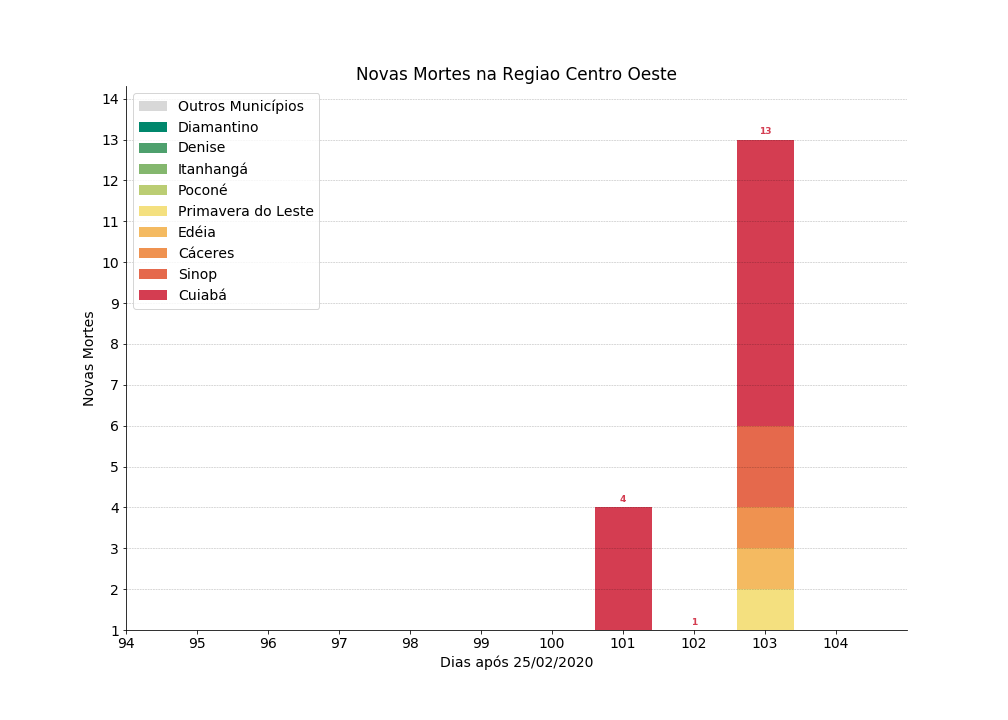 Novas Mortes na Regiao Centro Oeste
Outros Municípios
Diamantino
Denise
Itanhangá
Poconé
Primavera do Leste
Edéia
Cáceres
Sinop
Cuiabá
Novas Mortes
14
13
12
11
10
9
8
7
6
5
4
3
2
1
4
1
13
94 95 96 97 98 99 100 101 102 103 104
Dias após 25/02/2020